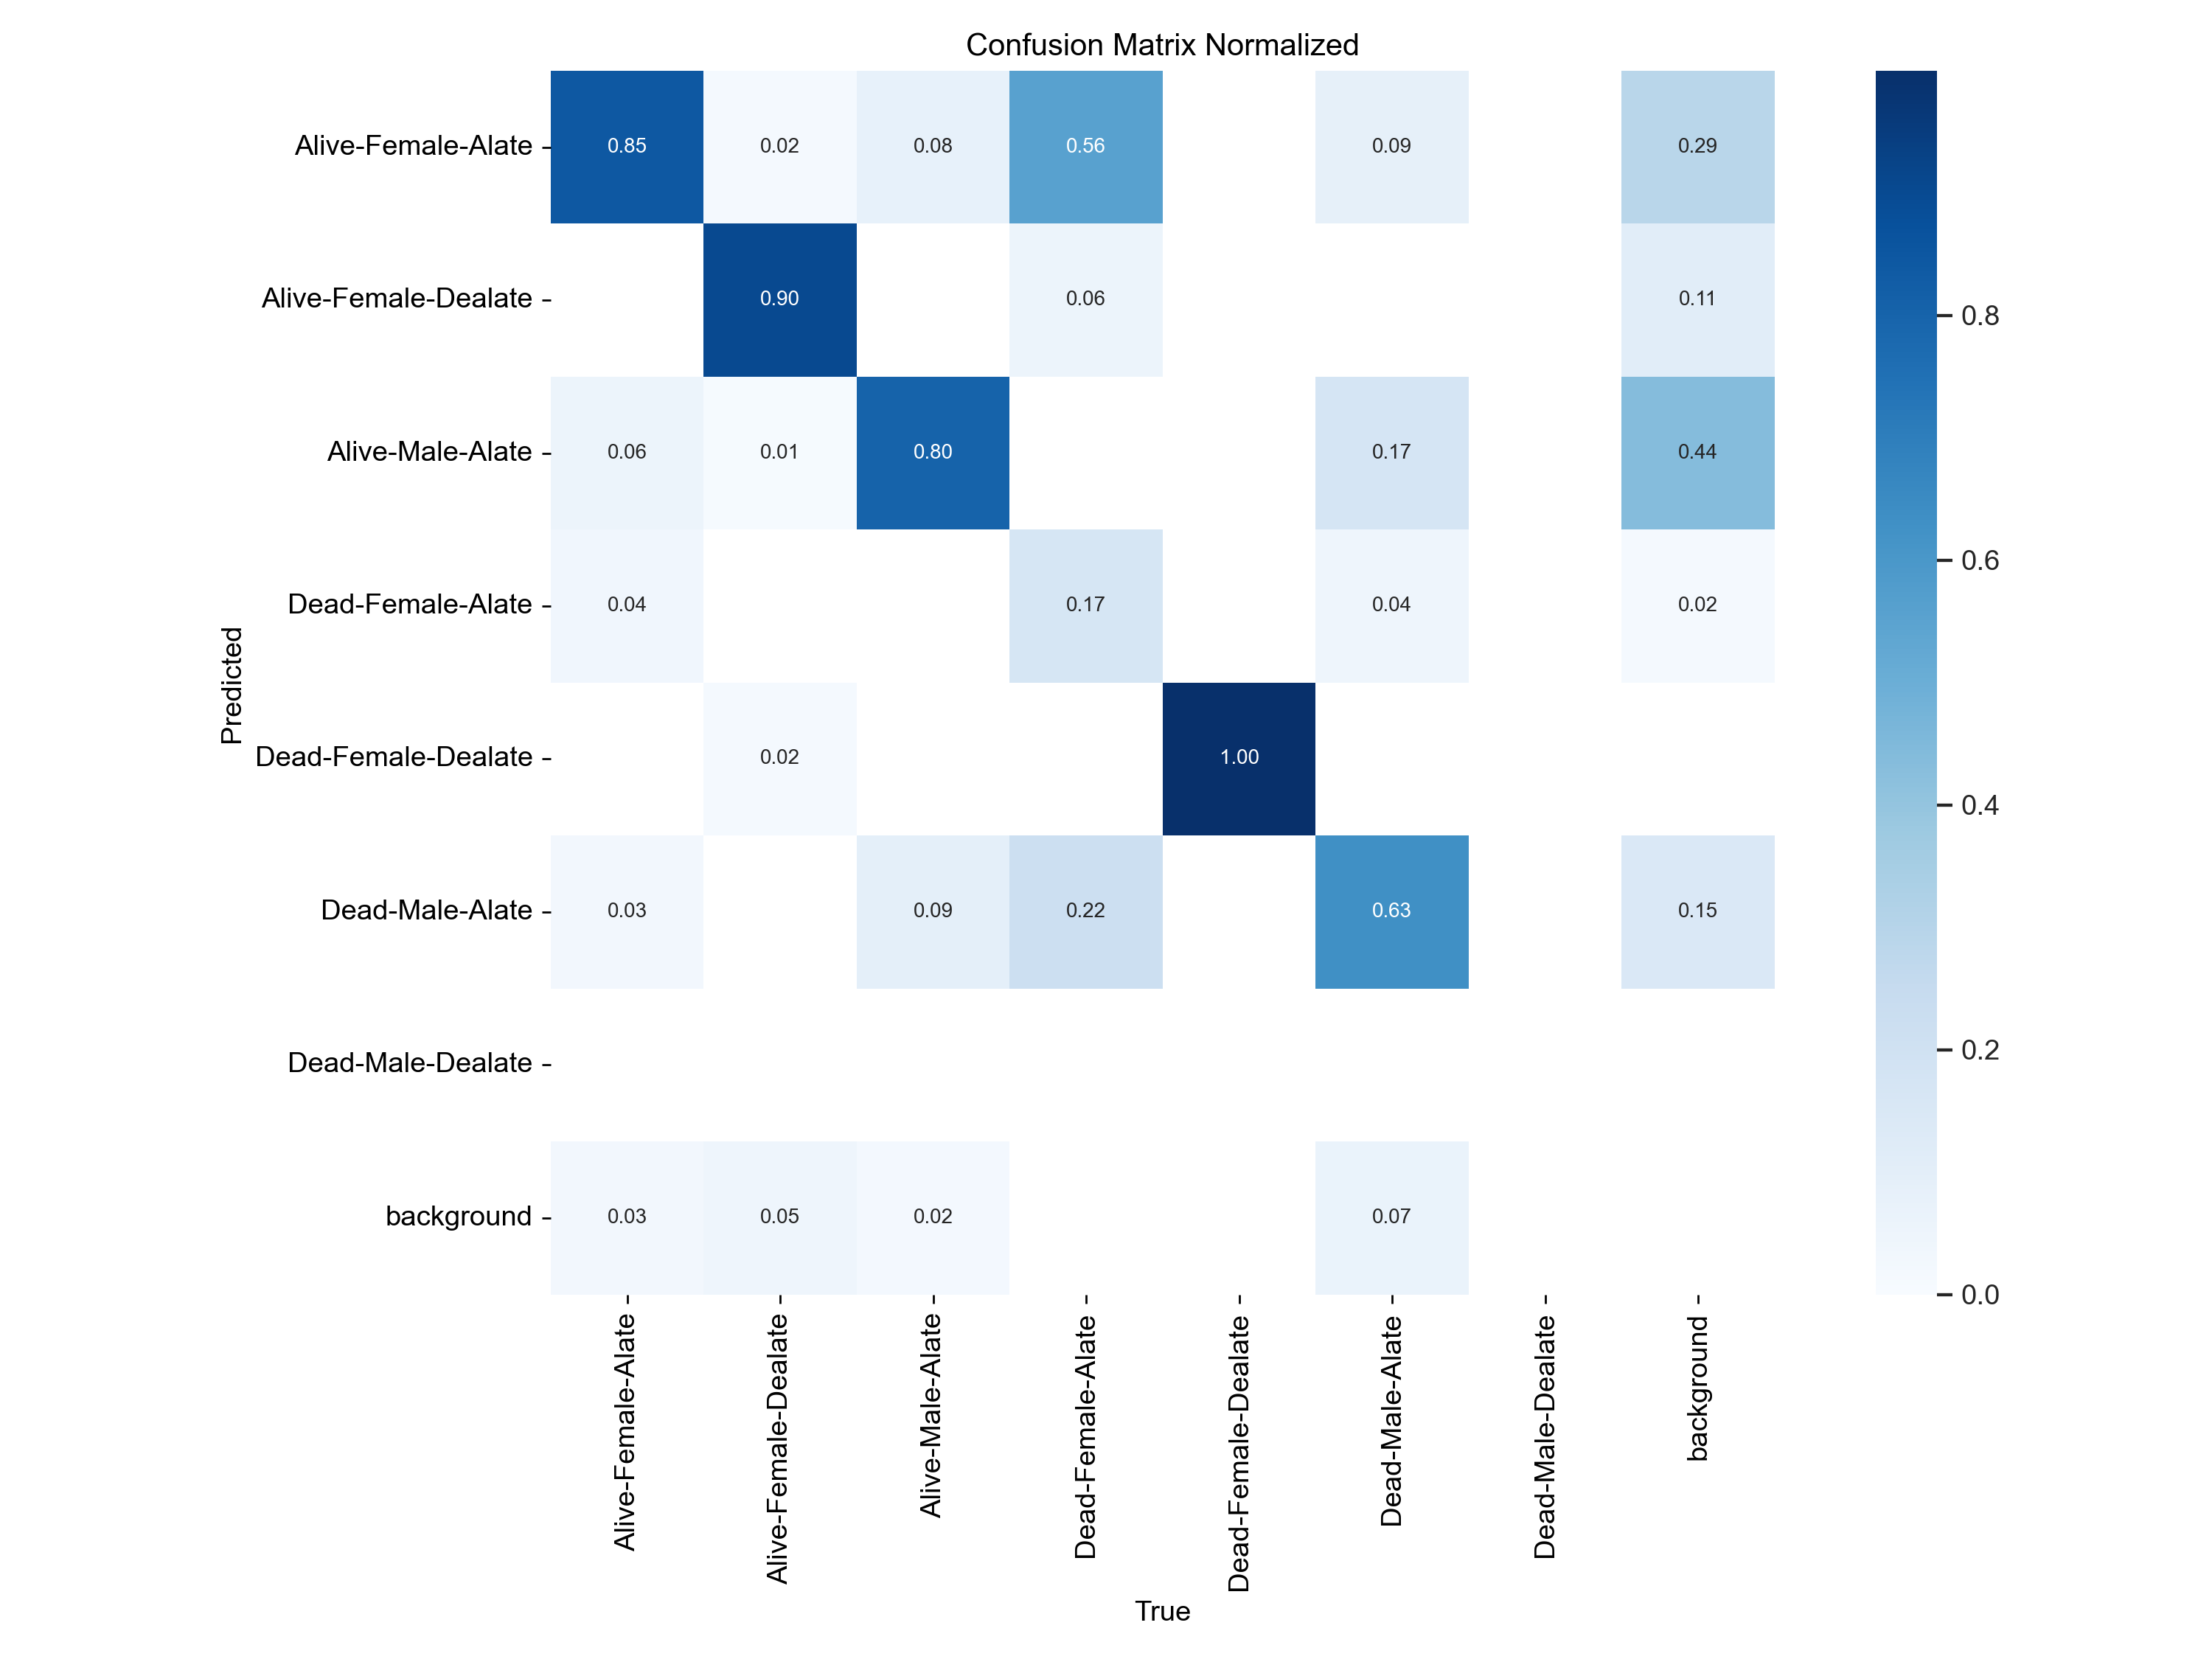 Confusion Matrix Normalized
Alive-Female-Alate 0.85 0.02 0.08 0.56 0.09 0.29
Alive-Female-Dealate 0.90 0.06 0.11
Alive-Male-Alate 0.06 0.01 0.80 0.17 0.44
Dead-Female-Alate 0.04 0.17 0.04 0.02
Dead-Female-Dealate 0.02 1.00
Dead-Male-Alate 0.03 0.09 0.22 0.63 0.15
Dead-Male-Dealate
background 0.03 0.05 0.02 0.07
Predicted
Alive-Female-Alate
Alive-Female-Dealate
Alive-Male-Alate
Dead-Female-Alate
Dead-Female-Dealate
Dead-Male-Alate
Dead-Male-Dealate
background
True
0.8
0.6
0.4
0.2
0.0